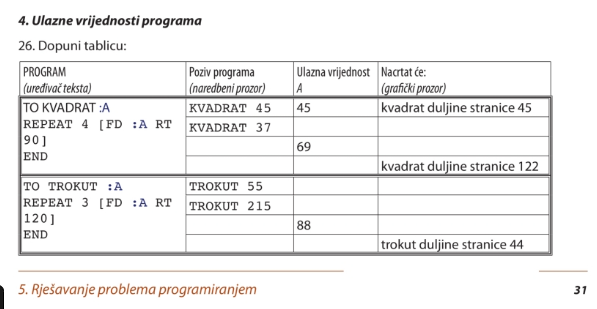 4. Ulazne vrijednosti programa
26. Dopuni tablicu:
PROGRAM Poziv programa Ulazna vrijednost Nacrtat će:
(uređivač teksta) (naredbeni prozor) A (grafički prozor)
TO KVADRAT :A KVADRAT 45 45 kvadrat duljine stranice 45
REPEAT 4 [FD :A RT KVADRAT 37
90] 69
END kvadrat duljine stranice 122
TO TROKUT :A TROKUT 55
REPEAT 3 [FD :A RT TROKUT 215
120] 88
END trokut duljine stranice 44
5. Rješavanje problema programiranjem 31